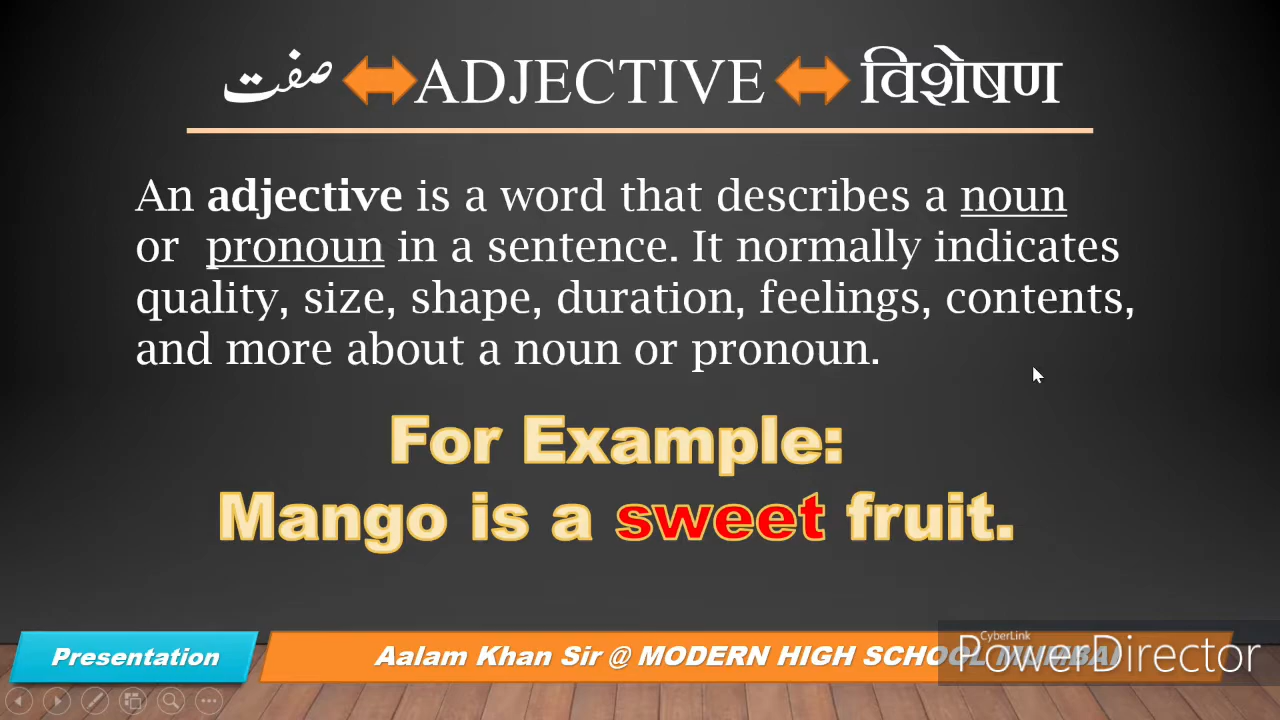 صفت ADJECTIVE विशेषण
An adjective is a word that describes a noun
or pronoun in a sentence. It normally indicates
quality, size, shape, duration, feelings, contents,
and more about a noun or pronoun.
For Example:
Mango is a sweet fruit.
Presentation
Aalam Khan Sir @ MODERN HIGH SCHOOL MUMBAI
CyberLink
PowerDirector